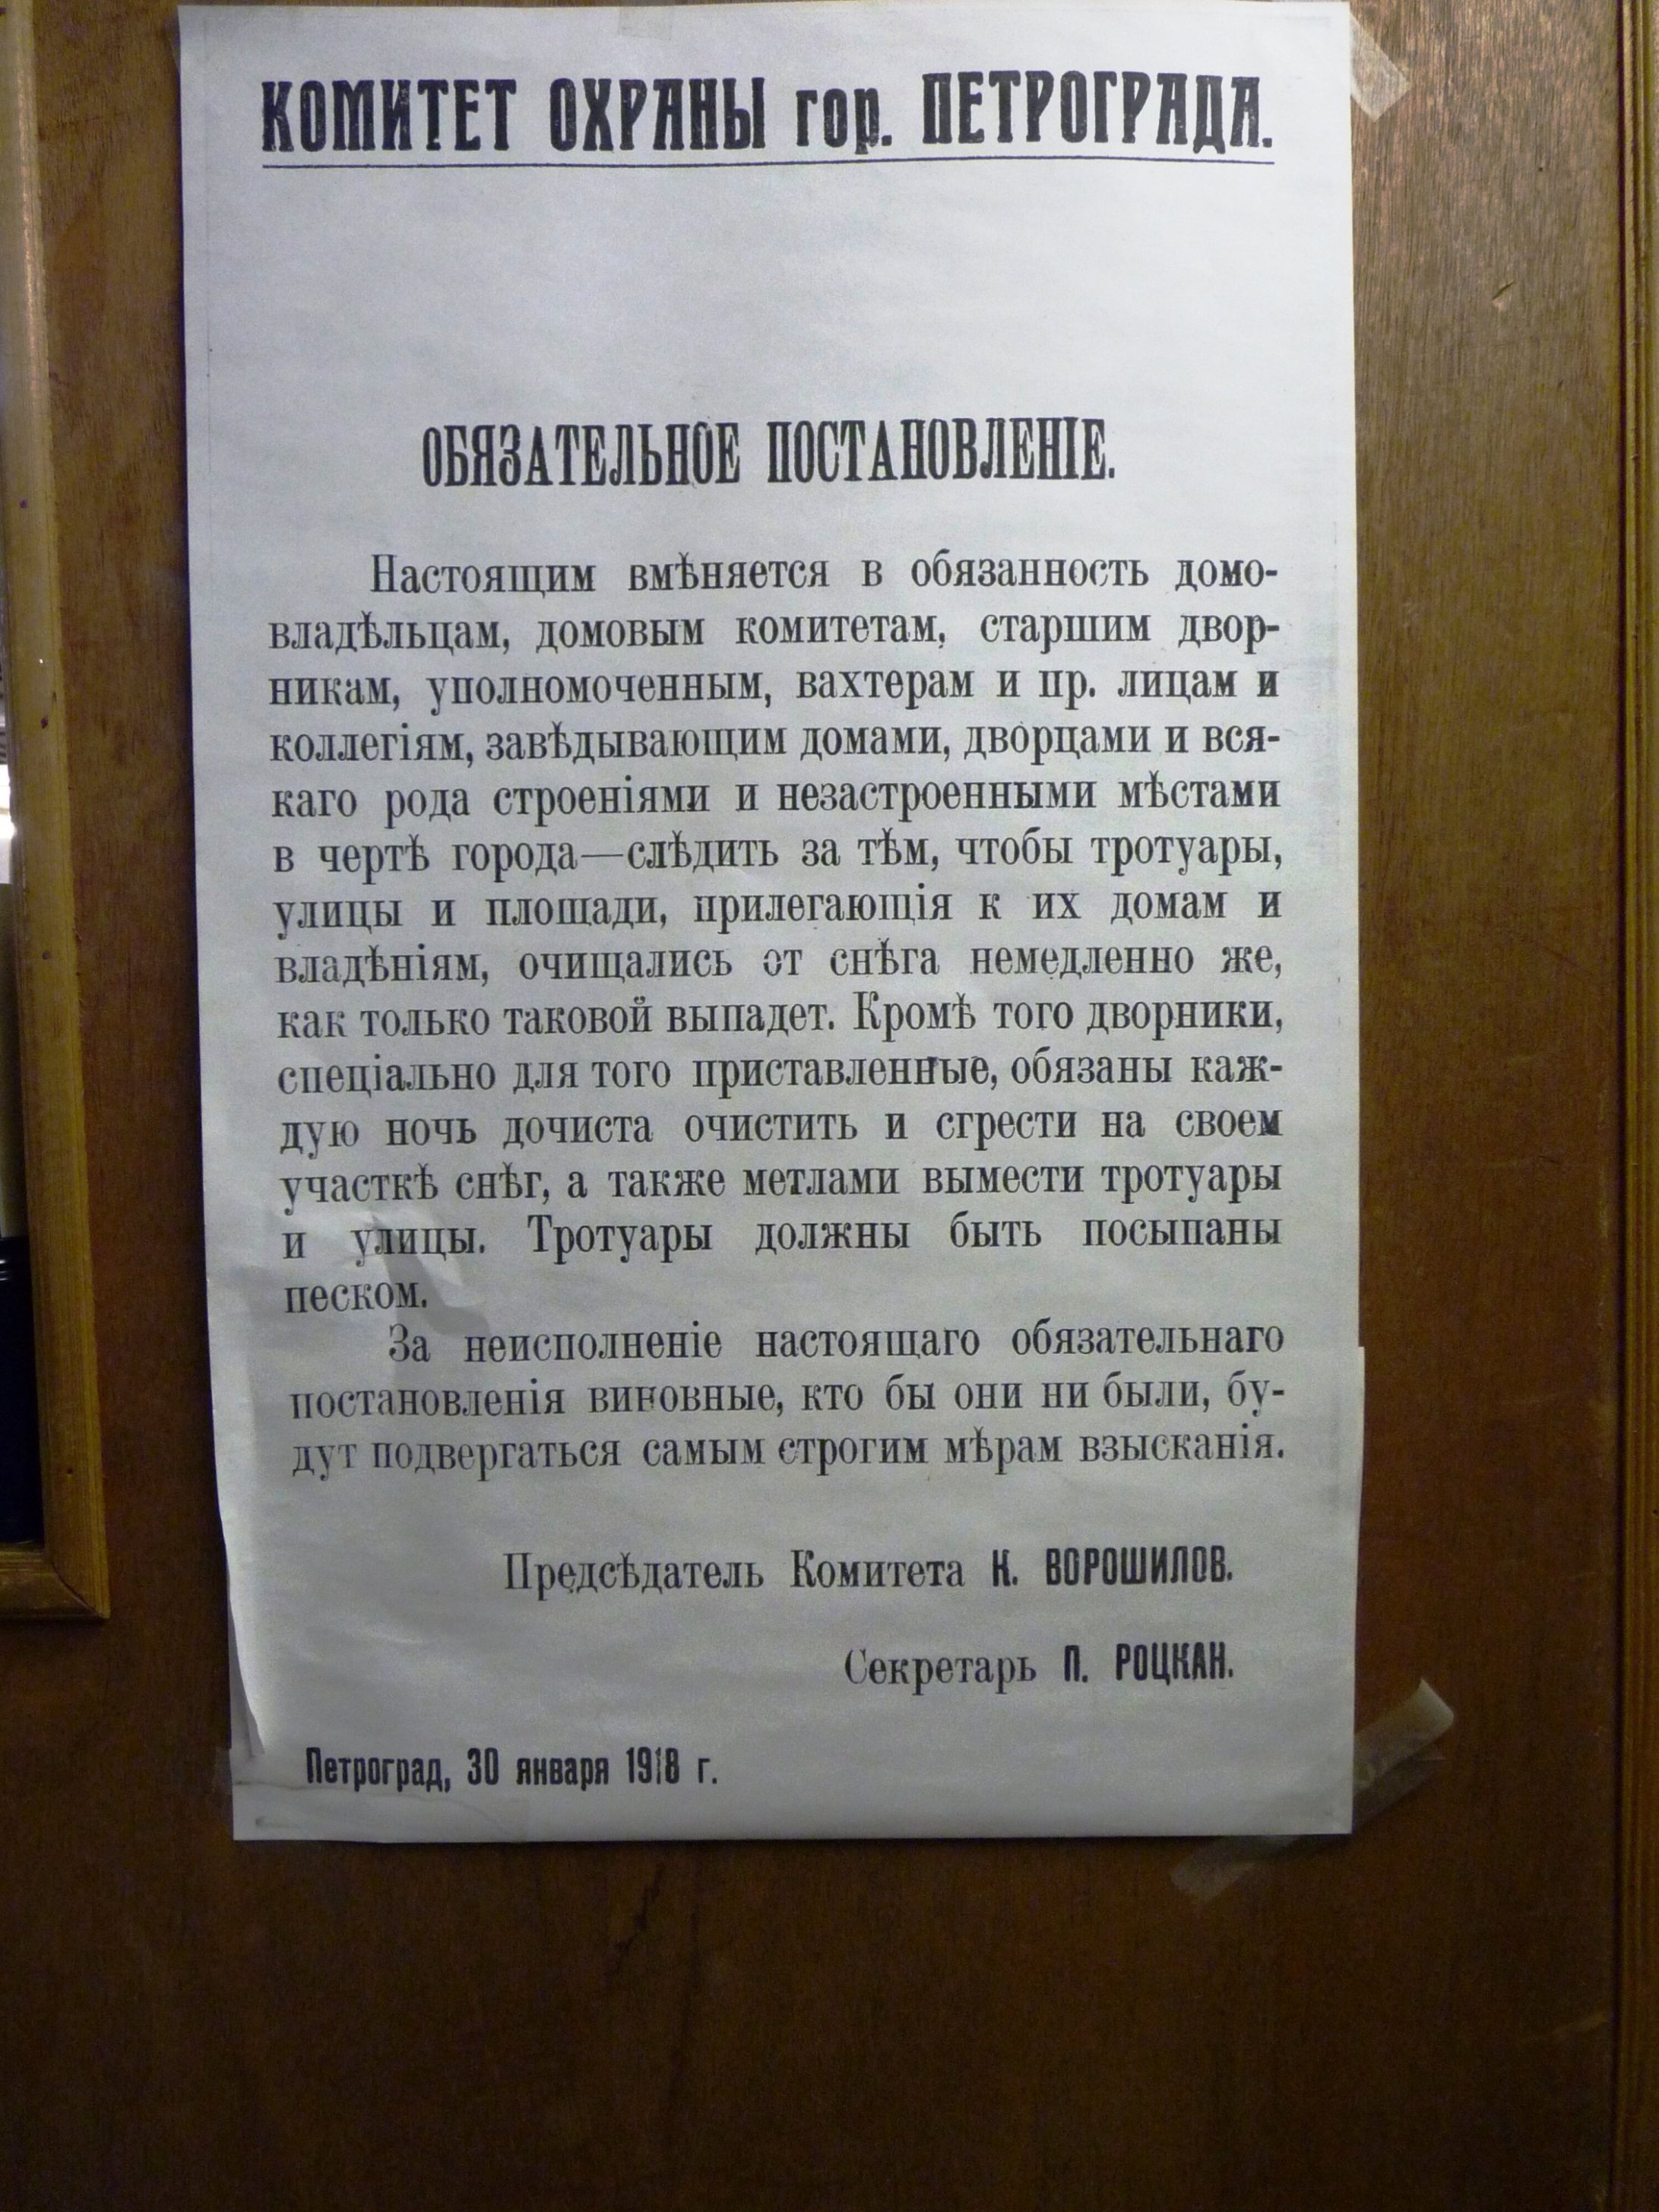 КОМИТЕТ ОХРАНЫ гор. ПЕТРОГРАДА.
ОБЯЗАТЕЛЬНОЕ ПОСТАНОВЛЕНІЕ.
Настоящим вмѣняется в обязанность домо-
владѣльцам, домовым комитетам, старшим двор-
никам, уполномоченным, вахтерам и пр. лицам и
коллегіям, завѣдывающим домами, дворцами и вся-
каго рода строеніями и незастроенными мѣстами
в чертѣ города—слѣдить за тѣм, чтобы тротуары,
улицы и площади, прилегающія к их домам и
владѣніям, очищались от снѣга немедленно же,
как только таковой выпадет. Кромѣ того дворники,
спеціально для того приставленные, обязаны каж-
дую ночь дочиста очистить и сгрести на своем
участкѣ снѣг, а также метлами вымести тротуары
и улицы. Тротуары должны быть посыпаны
песком.
За неисполненіе настоящаго обязательнаго
постановленія виновные, кто бы они ни были, бу-
дут подвергаться самым строгим мѣрам взысканія.
Предсѣдатель Комитета К. ВОРОШИЛОВ.
Секретарь П. РОЦКАН.
Петроград, 30 января 1918 г.